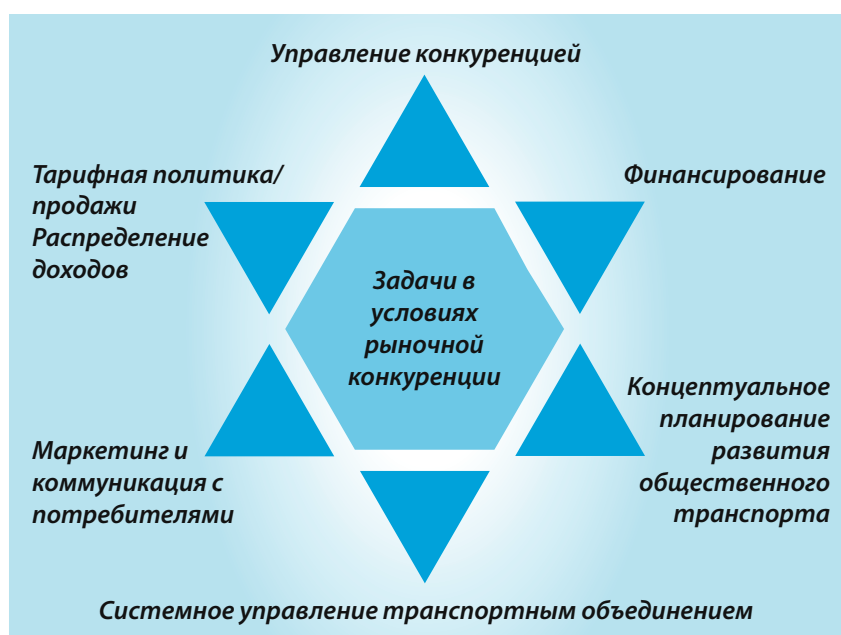 Управление конкуренцией
Тарифная политика/
продажи
Распределение
доходов
Финансирование
Задачи в
условиях
рыночной
конкуренции
Концептуальное
планирование
развития
общественного
транспорта
Маркетинг и
коммуникация с
потребителями
Системное управление транспортным объединением